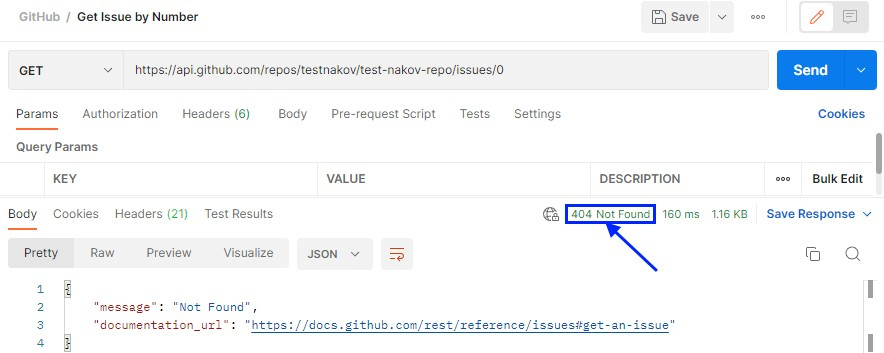 GitHub / Get Issue by Number Save
GET https://api.github.com/repos/testnakov/test-nakov-repo/issues/0 Send
Params Authorization Headers (6) Body Pre-request Script Tests Settings Cookies
Query Params
KEY VALUE DESCRIPTION Bulk Edit
Body Cookies Headers (21) Test Results 404 Not Found 160 ms 1.16 KB Save Response
Pretty Raw Preview Visualize JSON
1 {
2 "message": "Not Found",
3 "documentation_url": "https://docs.github.com/rest/reference/issues#get-an-issue"
4 }